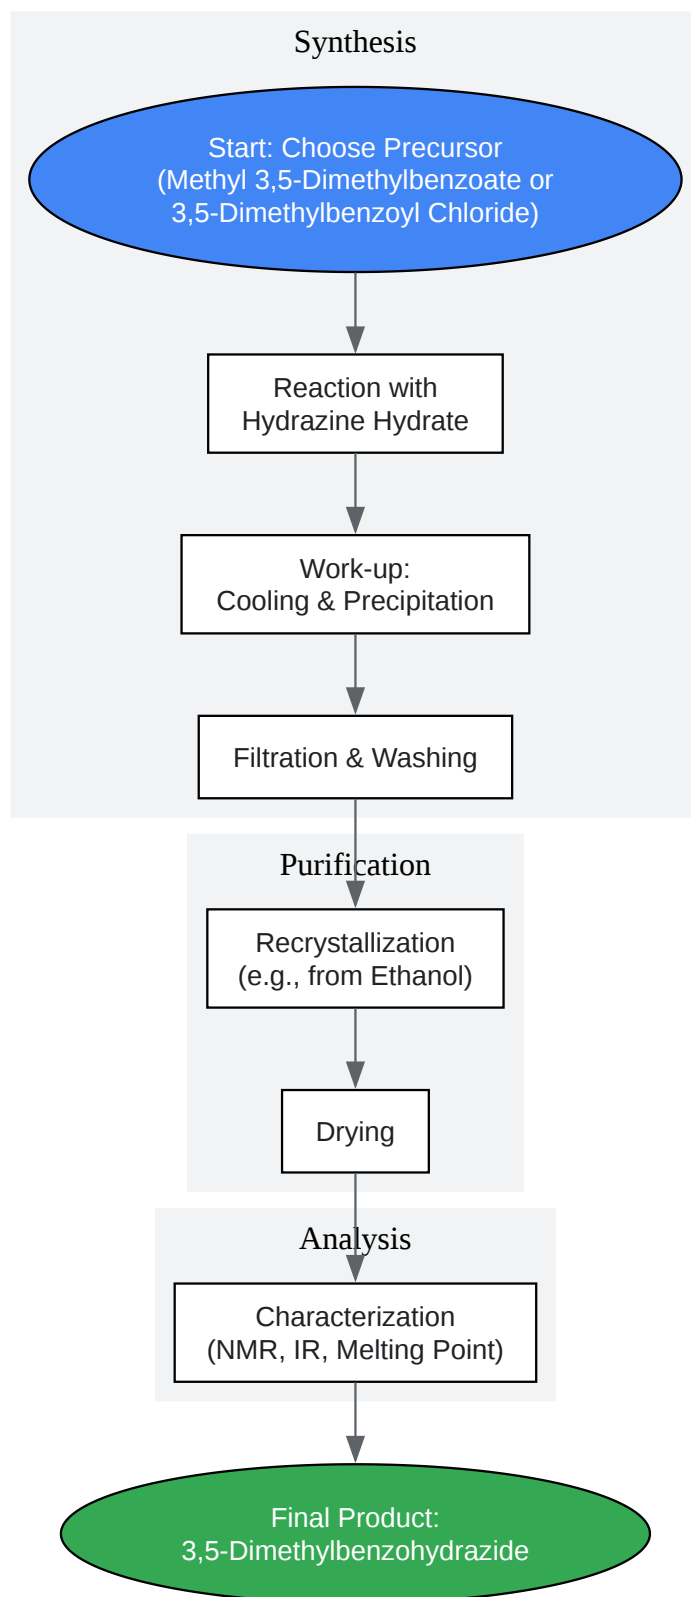 Synthesis
Start: Choose Precursor
(Methyl 3,5-Dimethylbenzoate or
3,5-Dimethylbenzoyl Chloride)
Reaction with
Hydrazine Hydrate
Work-up:
Cooling & Precipitation
Filtration & Washing
Purification
Recrystallization
(e.g., from Ethanol)
Drying
Analysis
Characterization
(NMR, IR, Melting Point)
Final Product:
3,5-Dimethylbenzohydrazide